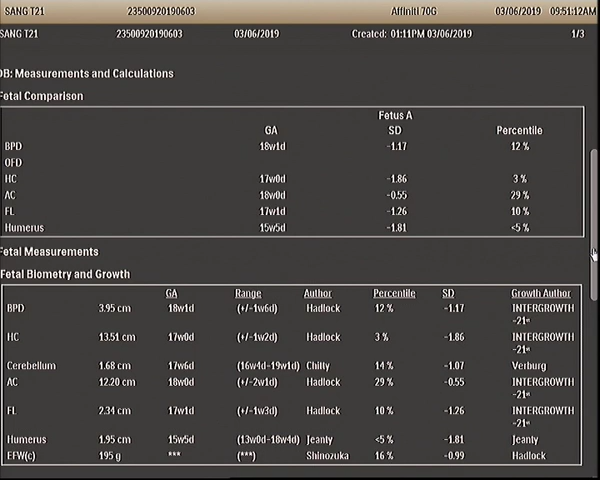 SANG T21 23500920190603 Affiniti 70G 03/06/2019 09:51:12AM
SANG T21 23500920190603 03/06/2019 Created: 01:11PM 03/06/2019 1/3
OB: Measurements and Calculations
Fetal Comparison
Fetus A
GA SD Percentile
BPD 18w1d -1.17 12 %
OFD
HC 17w0d -1.86 3 %
AC 18w0d -0.55 29 %
FL 17w1d -1.26 10 %
Humerus 15w5d -1.81 <5 %
Fetal Measurements
Fetal Biometry and Growth
GA Range Author Percentile SD Growth Author
BPD 3.95 cm 18w1d (+/-1w6d) Hadlock 12 % -1.17 INTERGROWTH
-21ˢᵗ
HC 13.51 cm 17w0d (+/-1w2d) Hadlock 3 % -1.86 INTERGROWTH
-21ˢᵗ
Cerebellum 1.68 cm 17w6d (16w4d-19w1d) Chitty 14 % -1.07 Verburg
AC 12.20 cm 18w0d (+/-2w1d) Hadlock 29 % -0.55 INTERGROWTH
-21ˢᵗ
FL 2.34 cm 17w1d (+/-1w3d) Hadlock 10 % -1.26 INTERGROWTH
-21ˢᵗ
Humerus 1.95 cm 15w5d (13w0d-18w4d) Jeanty <5 % -1.81 Jeanty
EFW(c) 195 g *** (***) Shinozuka 16 % -0.99 Hadlock